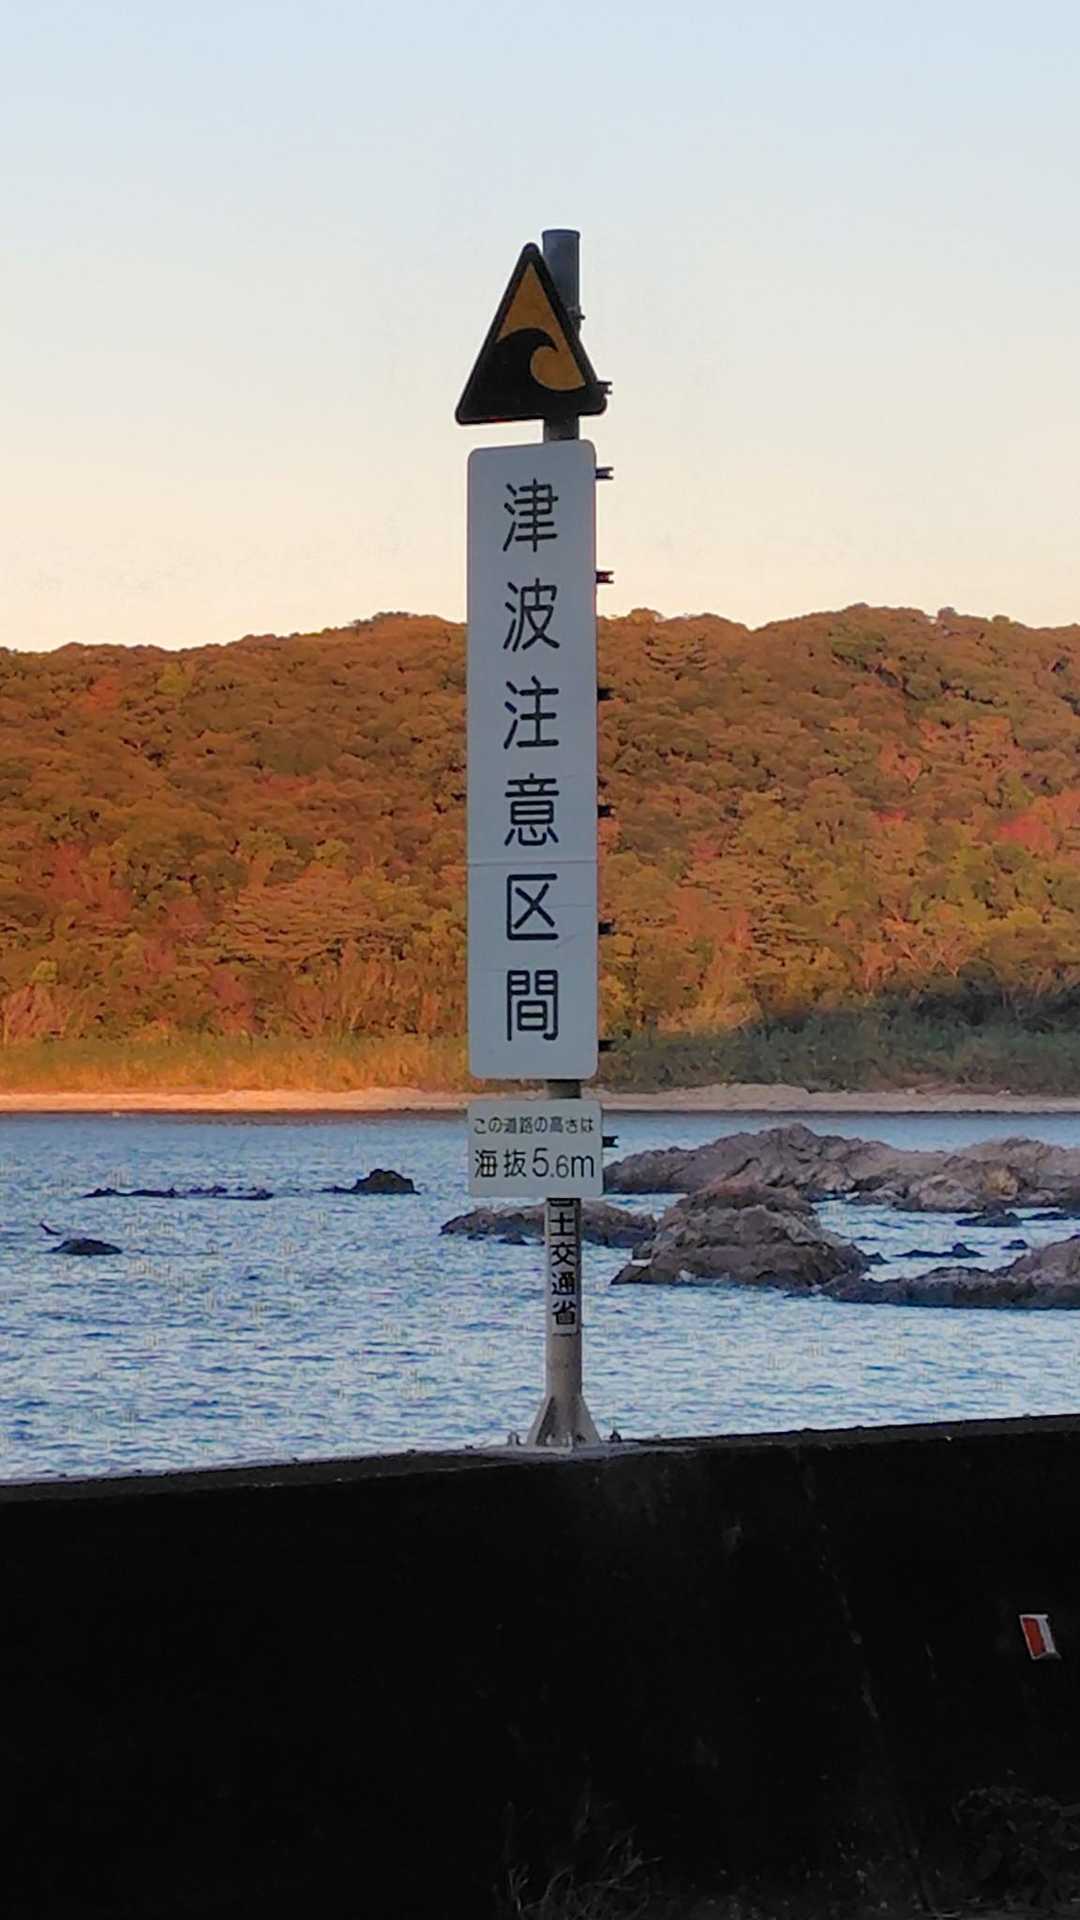 津波注意区間
この道路の高さは
海抜5.6m
国土交通省